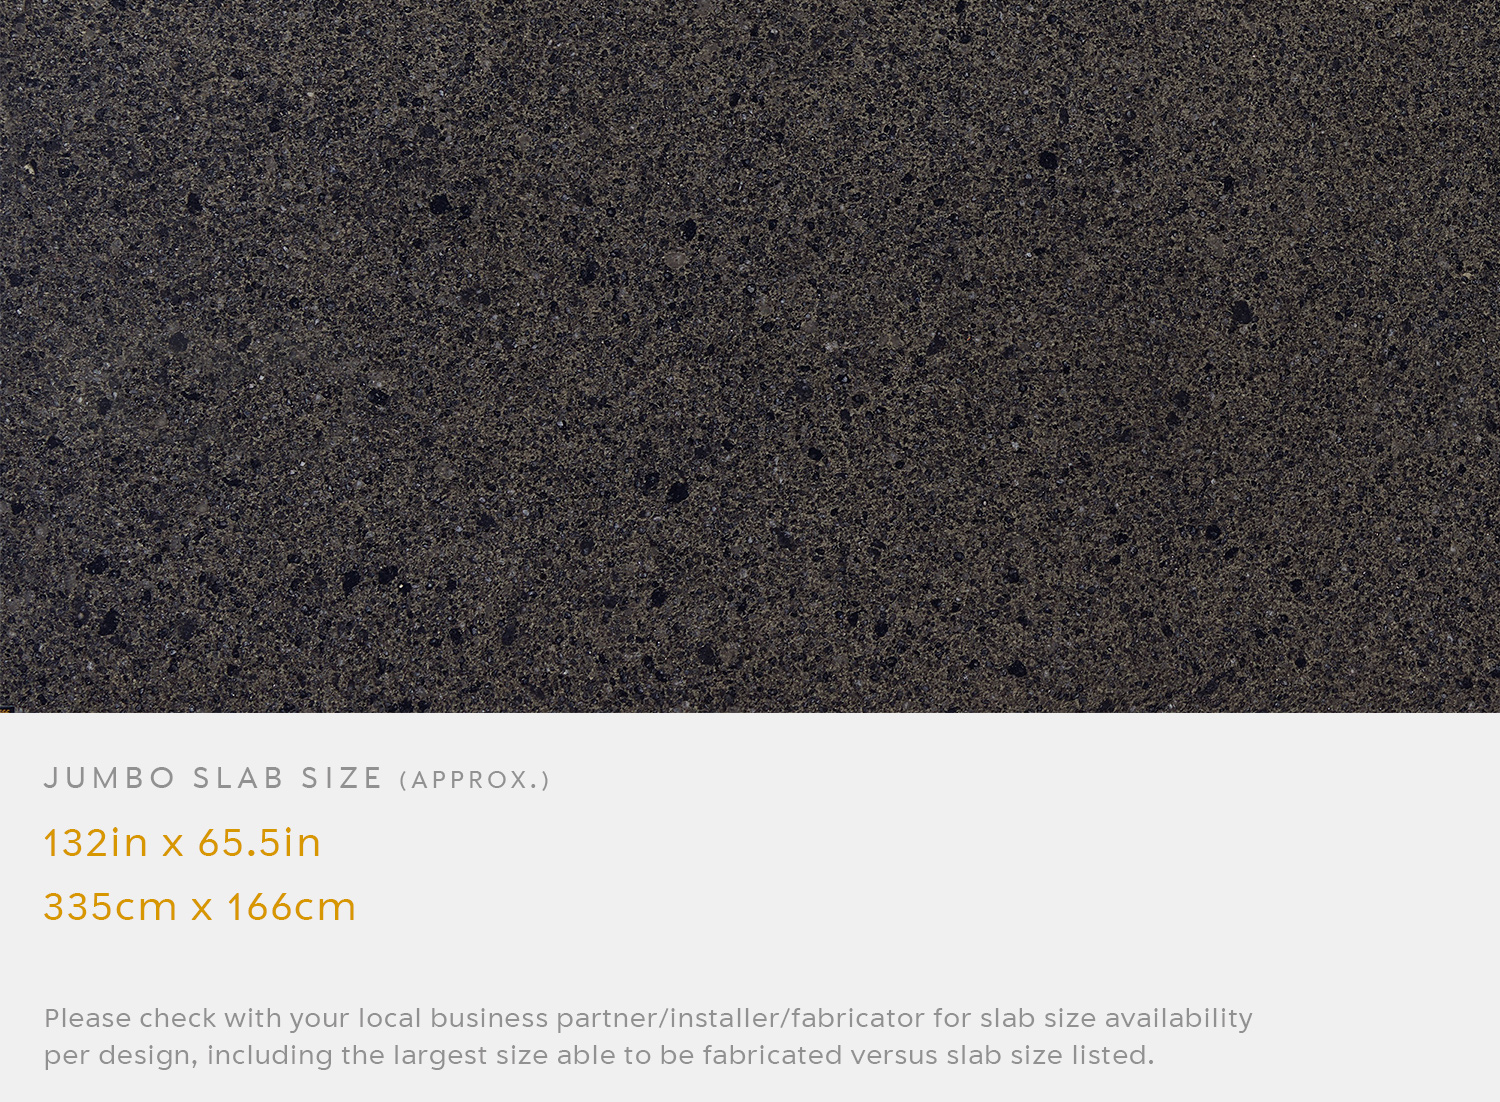 JUMBO SLAB SIZE (APPROX.)
132in x 65.5in
335cm x 166cm
Please check with your local business partner/installer/fabricator for slab size availability
per design, including the largest size able to be fabricated versus slab size listed.